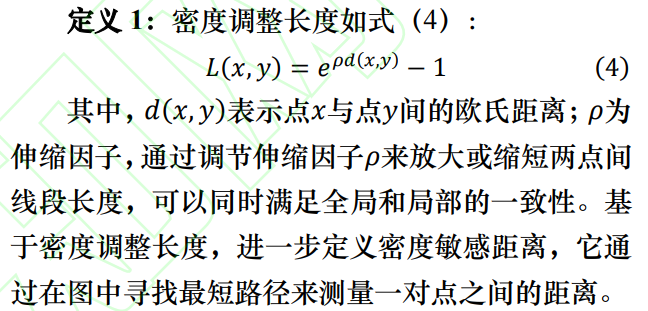 定义 1：密度调整长度如式（4）：
L(x, y) = e^{ρd(x,y)} − 1 (4)
其中，d(x, y)表示点x与点y间的欧氏距离；ρ为
伸缩因子，通过调节伸缩因子ρ来放大或缩短两点间
线段长度，可以同时满足全局和局部的一致性。基
于密度调整长度，进一步定义密度敏感距离，它通
过在图中寻找最短路径来测量一对点之间的距离。